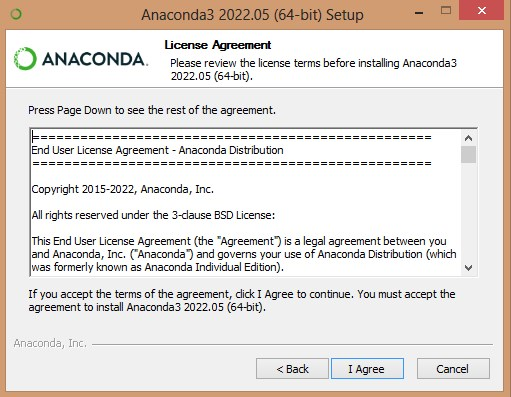 Anaconda3 2022.05 (64-bit) Setup
ANACONDA.
License Agreement
Please review the license terms before installing Anaconda3
2022.05 (64-bit).
Press Page Down to see the rest of the agreement.
==================================================
End User License Agreement - Anaconda Distribution
==================================================
Copyright 2015-2022, Anaconda, Inc.
All rights reserved under the 3-clause BSD License:
This End User License Agreement (the "Agreement") is a legal agreement between you
and Anaconda, Inc. ("Anaconda") and governs your use of Anaconda Distribution (which
was formerly known as Anaconda Individual Edition).
If you accept the terms of the agreement, click I Agree to continue. You must accept the
agreement to install Anaconda3 2022.05 (64-bit).
Anaconda, Inc.
< Back
I Agree
Cancel